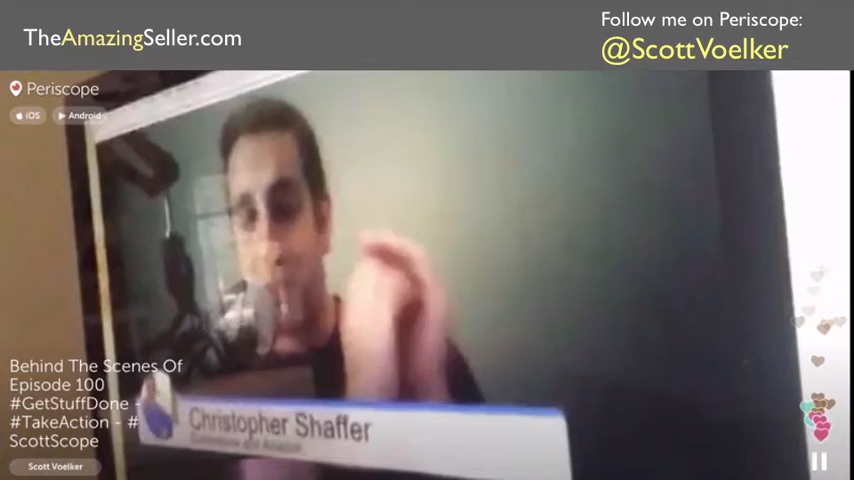 TheAmazingSeller.com
Follow me on Periscope:
@ScottVoelker
Periscope
iOS
Android
Behind The Scenes Of
Episode 100
#GetStuffDone -
#TakeAction - #
ScottScope
Scott Voelker
Christopher Shaffer